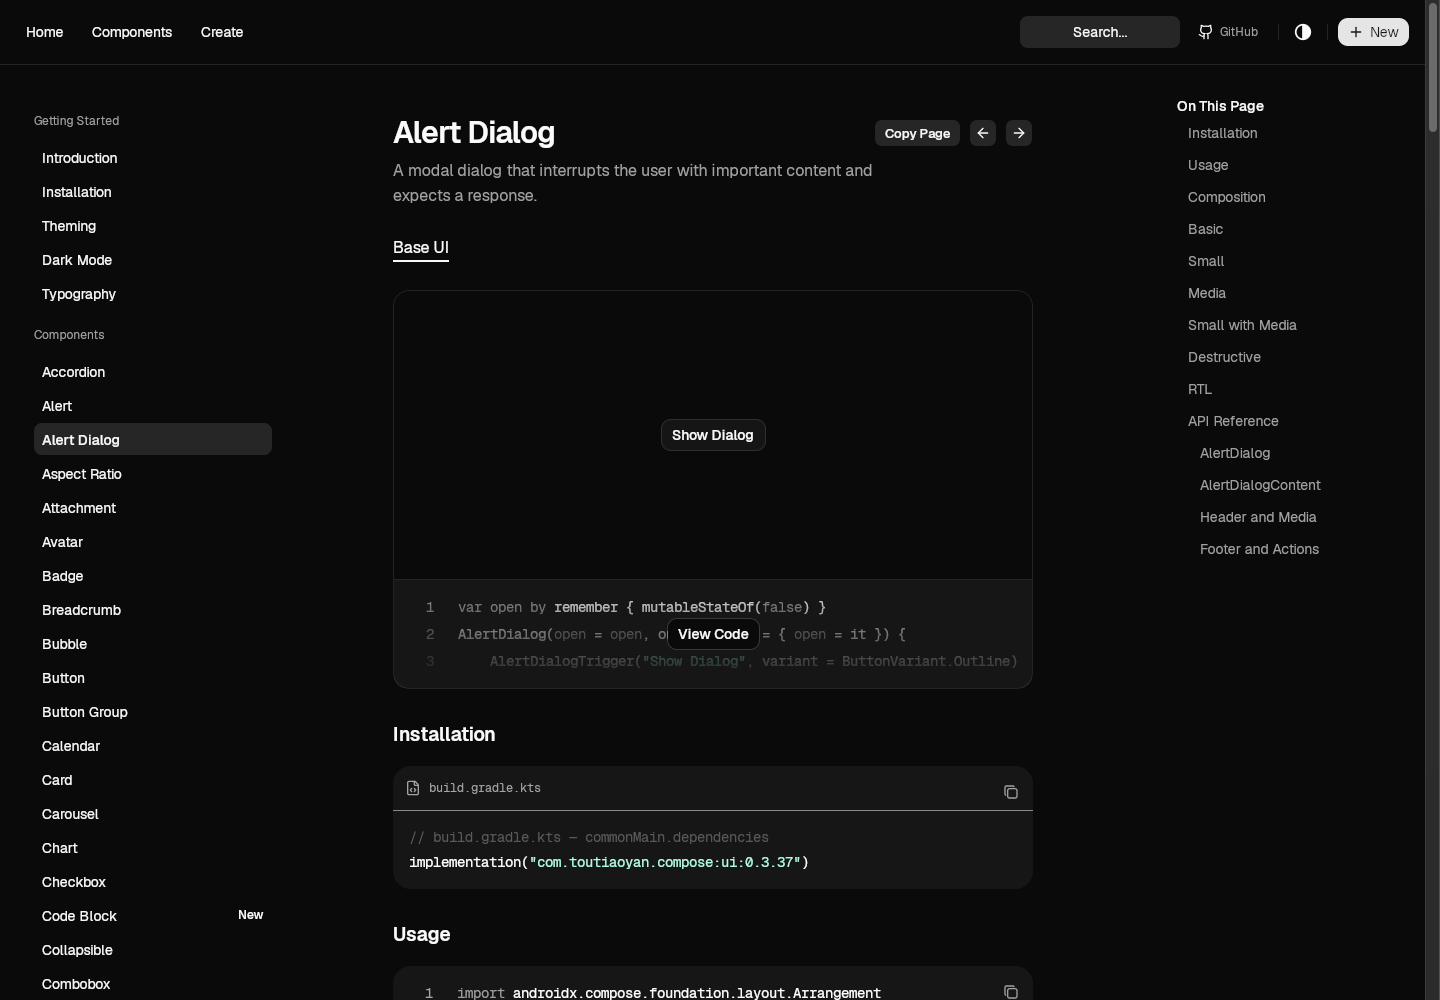 Home
Components
Create
Search...
GitHub
New
Getting Started
Introduction
Installation
Theming
Dark Mode
Typography
Components
Accordion
Alert
Alert Dialog
Aspect Ratio
Attachment
Avatar
Badge
Breadcrumb
Bubble
Button
Button Group
Calendar
Card
Carousel
Chart
Checkbox
Code Block
New
Collapsible
Combobox
Alert Dialog
Copy Page
A modal dialog that interrupts the user with important content and
expects a response.
Base UI
Show Dialog
1 var open by remember { mutableStateOf(false) }
2 AlertDialog(open = open, = { open = it }) {
View Code
3 AlertDialogTrigger("Show Dialog", variant = ButtonVariant.Outline)
Installation
build.gradle.kts
// build.gradle.kts — commonMain.dependencies
implementation("com.toutiaoyan.compose:ui:0.3.37")
Usage
1 import androidx.compose.foundation.layout.Arrangement
On This Page
Installation
Usage
Composition
Basic
Small
Media
Small with Media
Destructive
RTL
API Reference
AlertDialog
AlertDialogContent
Header and Media
Footer and Actions